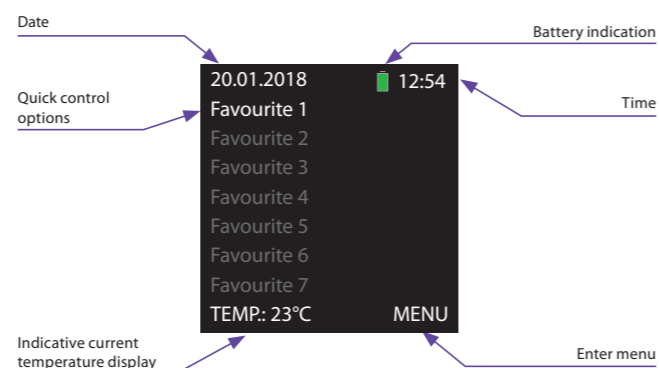 Date
Battery indication
20.01.2018 12:54
Quick control
options
Time
Favourite 1
Favourite 2
Favourite 3
Favourite 4
Favourite 5
Favourite 6
Favourite 7
TEMP.: 23°C MENU
Indicative current
temperature display
Enter menu